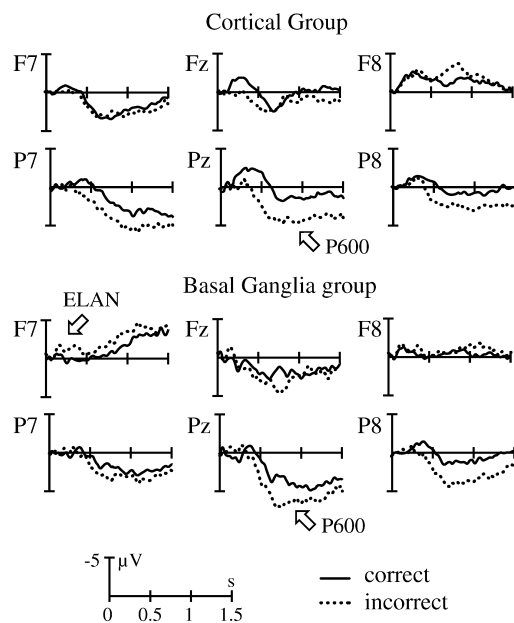 Cortical Group
F7 Fz F8
P7 Pz P8
P600
Basal Ganglia group
ELAN
F7 Fz F8
P7 Pz P8
P600
-5 µV
s
0 0.5 1 1.5
correct
incorrect